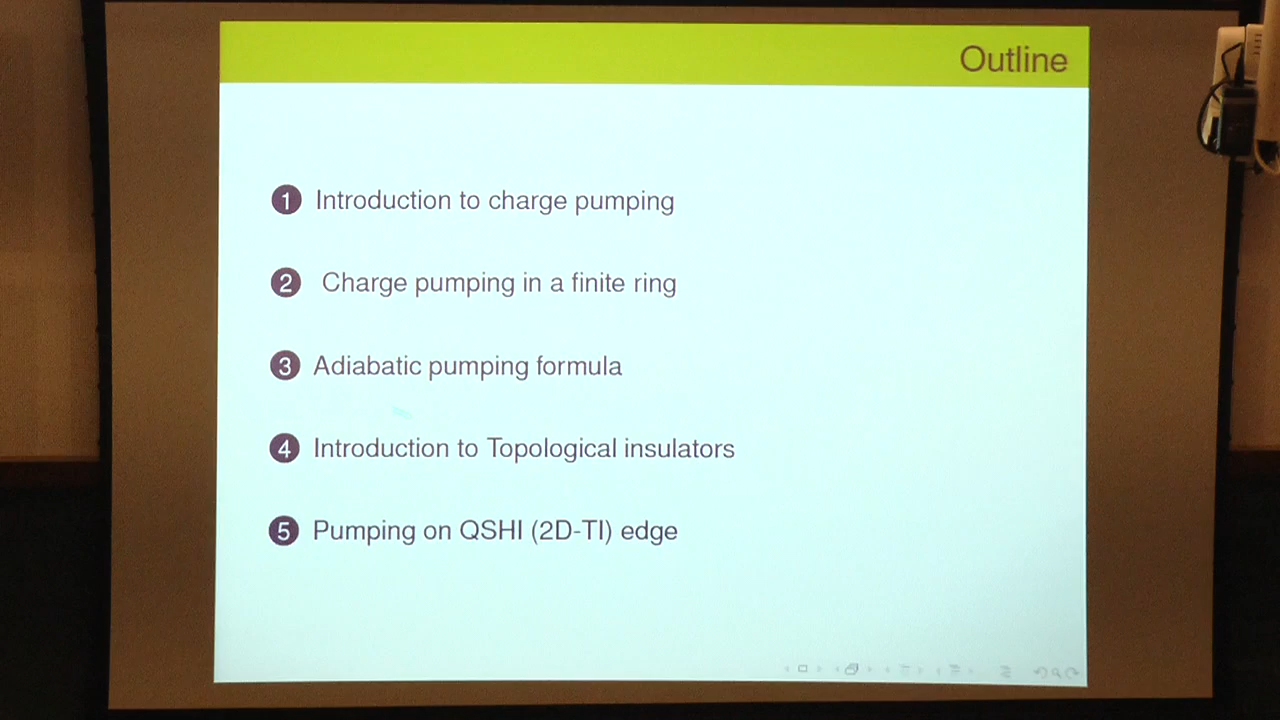 Outline
1 Introduction to charge pumping
2 Charge pumping in a finite ring
3 Adiabatic pumping formula
4 Introduction to Topological insulators
5 Pumping on QSHI (2D-TI) edge